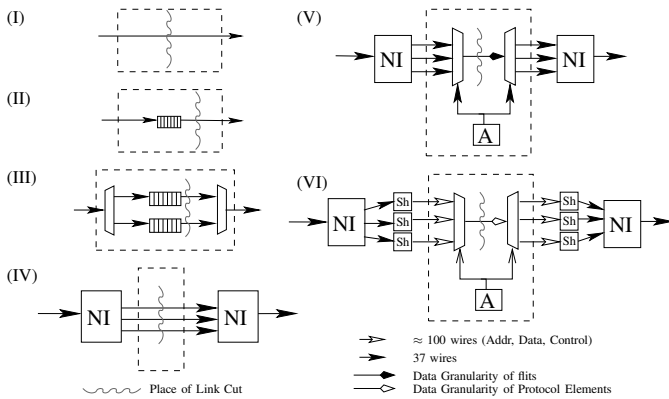 (I)
(II)
(III)
(IV)
NI
NI
Place of Link Cut
(V)
NI
NI
A
(VI)
NI
Sh
Sh
Sh
Sh
Sh
Sh
NI
A
≈ 100 wires (Addr, Data, Control)
37 wires
Data Granularity of flits
Data Granularity of Protocol Elements